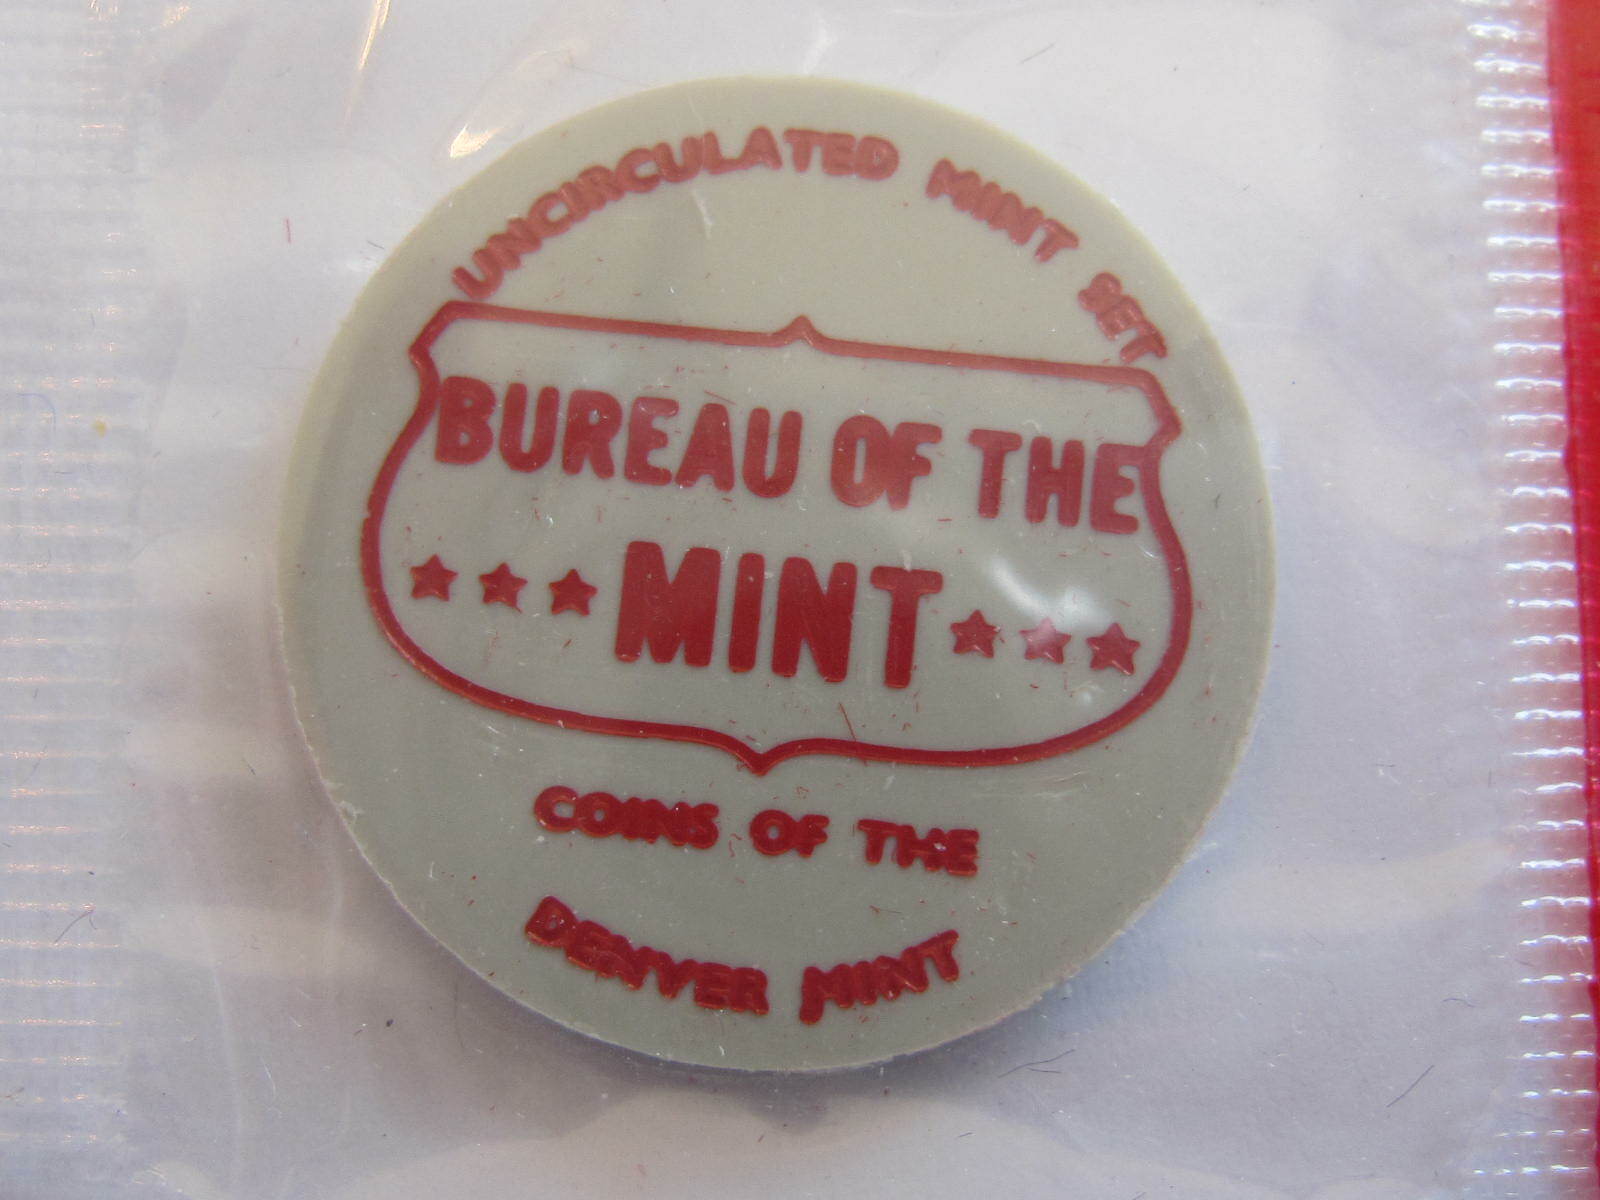 UNCIRCULATED MINT SET
BUREAU OF THE
MINT
COINS OF THE
DENVER MINT